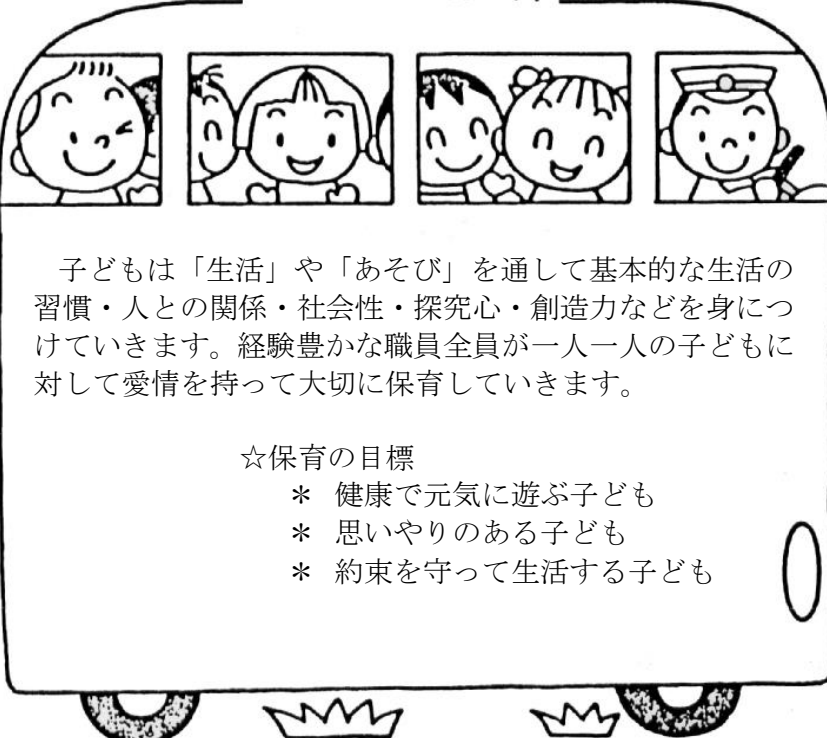 子どもは「生活」や「あそび」を通して基本的な生活の
習慣・人との関係・社会性・探究心・創造力などを身につ
けていきます。経験豊かな職員全員が一人一人の子どもに
対して愛情を持って大切に保育していきます。
☆保育の目標
＊ 健康で元気に遊ぶ子ども
＊ 思いやりのある子ども
＊ 約束を守って生活する子ども